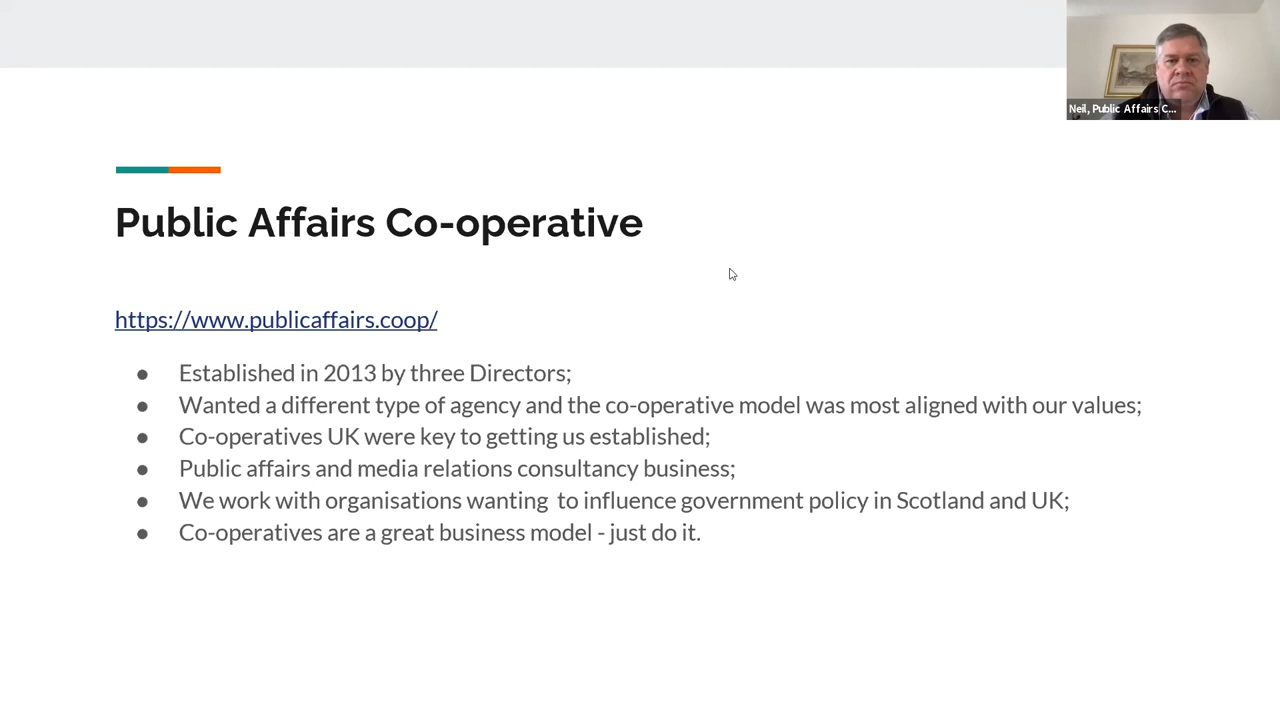 Neil, Public Affairs C...
Public Affairs Co-operative
https://www.publicaffairs.coop/
● Established in 2013 by three Directors;
● Wanted a different type of agency and the co-operative model was most aligned with our values;
● Co-operatives UK were key to getting us established;
● Public affairs and media relations consultancy business;
● We work with organisations wanting  to influence government policy in Scotland and UK;
● Co-operatives are a great business model - just do it.